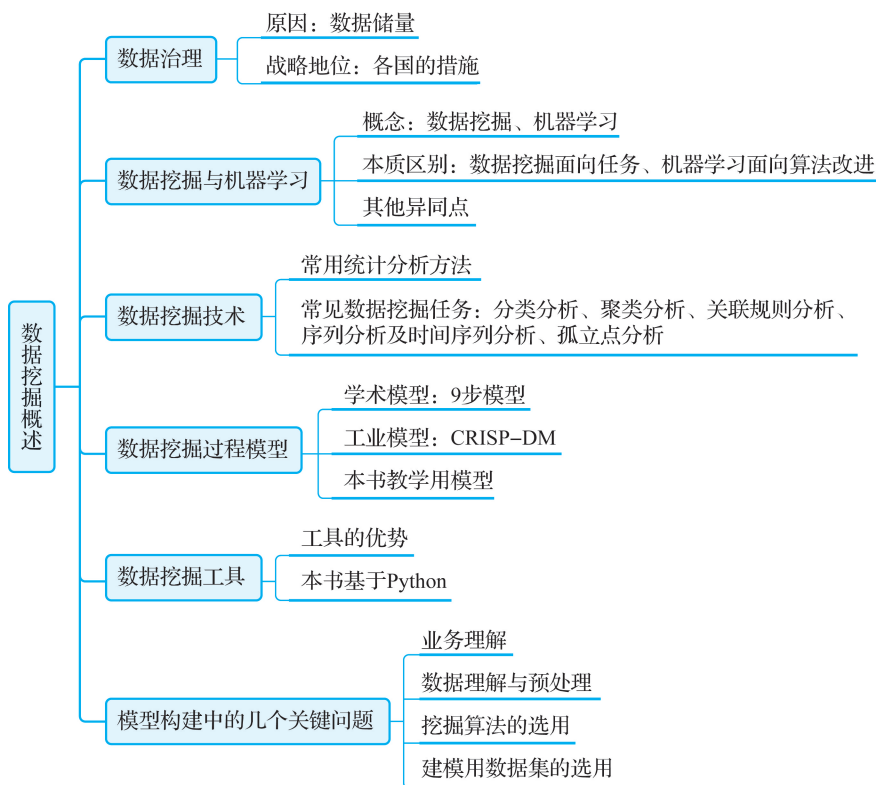 数据挖掘概述
数据治理
原因：数据储量
战略地位：各国的措施
数据挖掘与机器学习
概念：数据挖掘、机器学习
本质区别：数据挖掘面向任务、机器学习面向算法改进
其他异同点
数据挖掘技术
常用统计分析方法
常见数据挖掘任务：分类分析、聚类分析、关联规则分析、
序列分析及时间序列分析、孤立点分析
数据挖掘过程模型
学术模型：9步模型
工业模型：CRISP–DM
本书教学用模型
数据挖掘工具
工具的优势
本书基于Python
模型构建中的几个关键问题
业务理解
数据理解与预处理
挖掘算法的选用
建模用数据集的选用